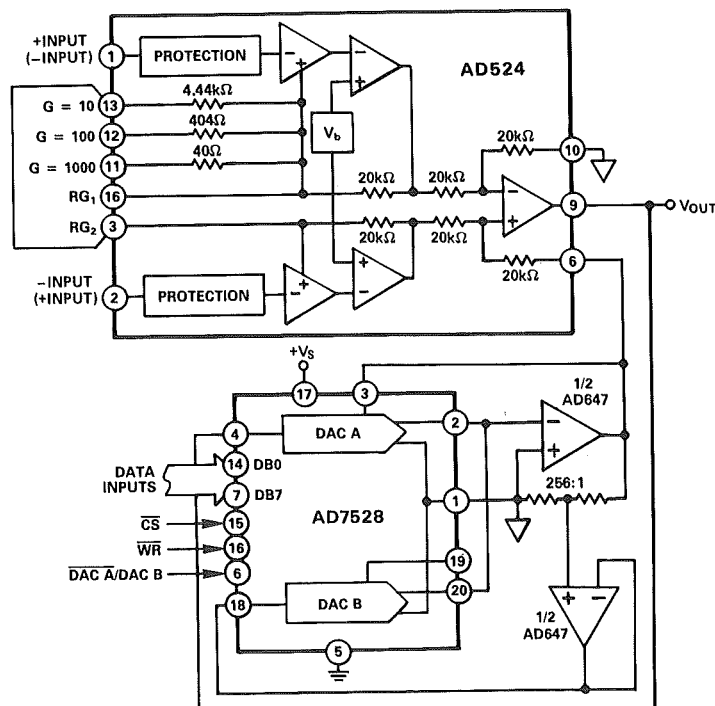 +INPUT
(−INPUT)
1
PROTECTION
AD524
G = 10
13
4.44kΩ
G = 100
12
404Ω
Vb
G = 1000
11
40Ω
20kΩ
10
RG1
16
20kΩ
20kΩ
9
VOUT
RG2
3
20kΩ
20kΩ
6
20kΩ
−INPUT
(+INPUT)
2
PROTECTION
+VS
17
3
1/2
AD647
4
DAC A
2
DATA
INPUTS
14
DB0
7
DB7
1
256:1
CS
15
AD7528
WR
16
19
DAC A/DAC B
6
20
18
DAC B
1/2
AD647
5